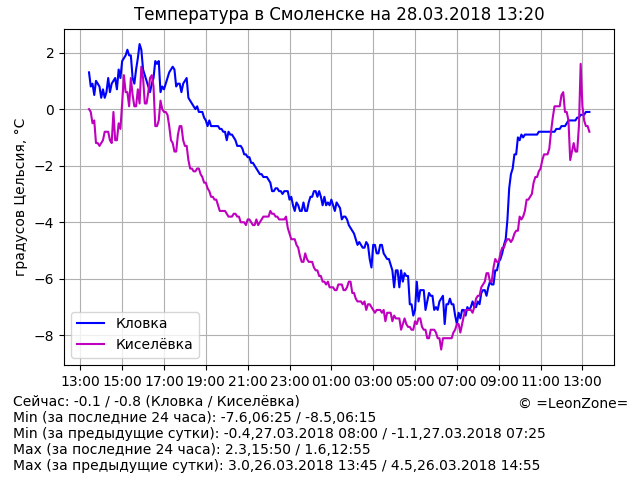 Температура в Смоленске на 28.03.2018 13:20
градусов Цельсия, °C
2
0
−2
−4
−6
−8
Кловка
Киселёвка
13:00 15:00 17:00 19:00 21:00 23:00 01:00 03:00 05:00 07:00 09:00 11:00 13:00
Сейчас: -0.1 / -0.8 (Кловка / Киселёвка)
© =LeonZone=
Min (за последние 24 часа): -7.6,06:25 / -8.5,06:15
Min (за предыдущие сутки): -0.4,27.03.2018 08:00 / -1.1,27.03.2018 07:25
Max (за последние 24 часа): 2.3,15:50 / 1.6,12:55
Max (за предыдущие сутки): 3.0,26.03.2018 13:45 / 4.5,26.03.2018 14:55